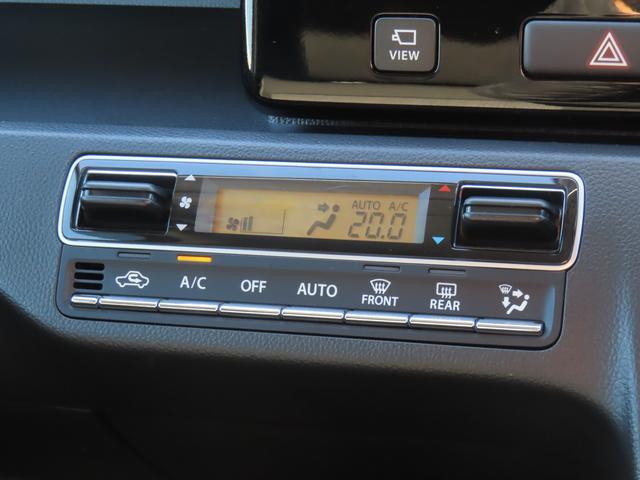 VIEW
AUTO A/C
20.0
A/C OFF AUTO FRONT REAR